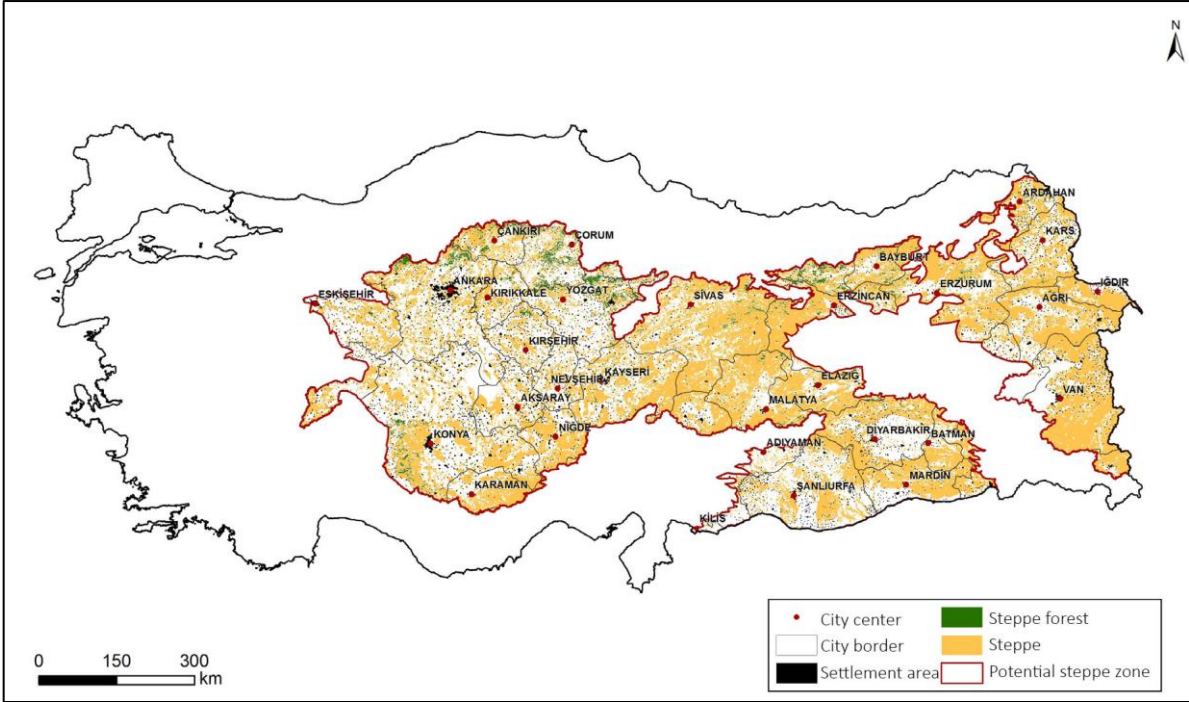 N
ARDAHAN
KARS
ÇANKIRI
ÇORUM
BAYBURT
ANKARA
KIRIKKALE
YOZGAT
SİVAS
ERZİNCAN
ERZURUM
IĞDIR
AĞRI
ESKİŞEHİR
KIRŞEHİR
NEVŞEHİR
KAYSERİ
ELAZIĞ
VAN
AKSARAY
MALATYA
KONYA
NİĞDE
ADIYAMAN
DİYARBAKIR
BATMAN
KARAMAN
ŞANLIURFA
MARDİN
KİLİS
City center
Steppe forest
City border
Steppe
Settlement area
Potential steppe zone
0 150 300
km